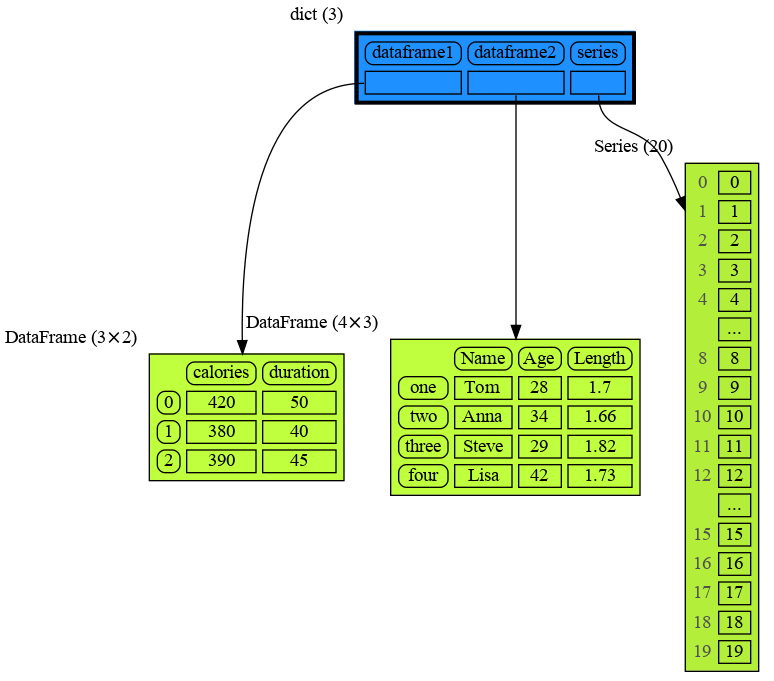 dict (3)
dataframe1 dataframe2 series
Series (20)
DataFrame (3×2)
calories duration
0 420 50
1 380 40
2 390 45
DataFrame (4×3)
Name Age Length
one Tom 28 1.7
two Anna 34 1.66
three Steve 29 1.82
four Lisa 42 1.73
0 0
1 1
2 2
3 3
4 4
...
8 8
9 9
10 10
11 11
12 12
...
15 15
16 16
17 17
18 18
19 19